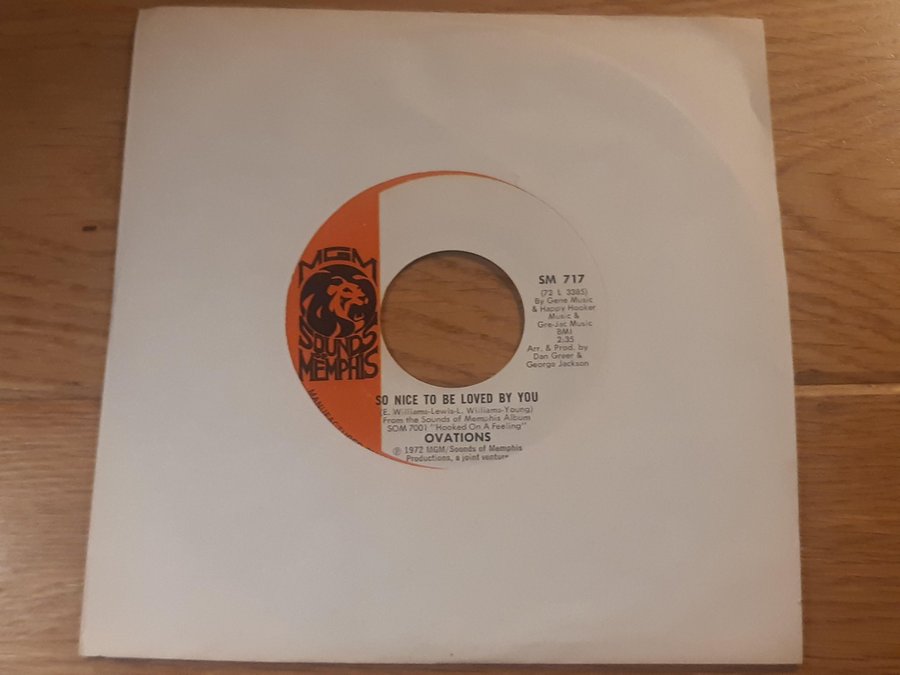 MGM
SOUNDS
OF
MEMPHIS
SM 717
(72 L 3385)
By Gene Music
& Happy Hooker
Music &
Gre-Jac Music
BMI
2:35
Arr. & Prod. by
Dan Greer &
George Jackson
SO NICE TO BE LOVED BY YOU
(E. Williams-Lewis-L. Williams-Young)
From the Sounds of Memphis Album
SOM 7001 "Hooked On A Feeling"
OVATIONS
℗ 1972 MGM/Sounds of Memphis
Productions, a joint venture